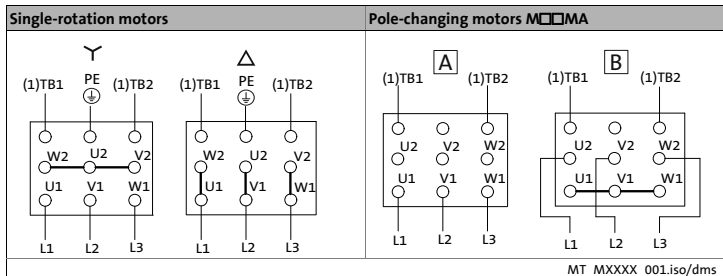 Single-rotation motors
Pole-changing motors M□□MA
Y
△
A
B
(1)TB1 PE (1)TB2
(1)TB1 PE (1)TB2
(1)TB1 (1)TB2
(1)TB1 (1)TB2
W2 U2 V2
W2 U2 V2
U2 V2 W2
U2 V2 W2
U1 V1 W1
U1 V1 W1
U1 V1 W1
U1 V1 W1
L1 L2 L3
L1 L2 L3
L1 L2 L3
L1 L2 L3
MT_MXXXX_001.iso/dms